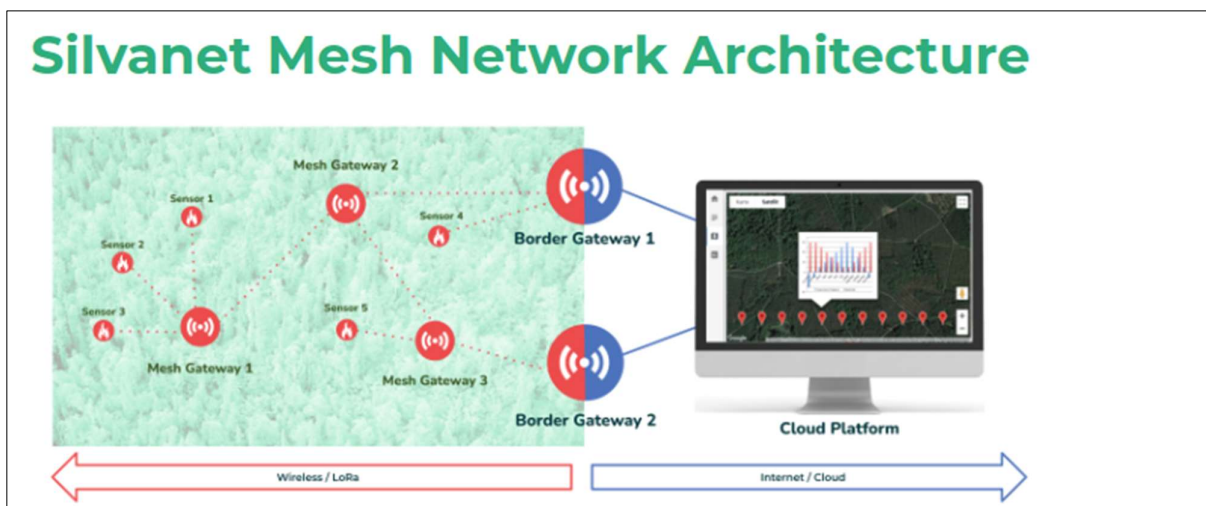 Silvanet Mesh Network Architecture
Mesh Gateway 2
Sensor 1
Sensor 4
Border Gateway 1
Sensor 2
Sensor 3
Sensor 5
Mesh Gateway 1
Mesh Gateway 3
Border Gateway 2
Cloud Platform
Wireless / LoRa
Internet / Cloud